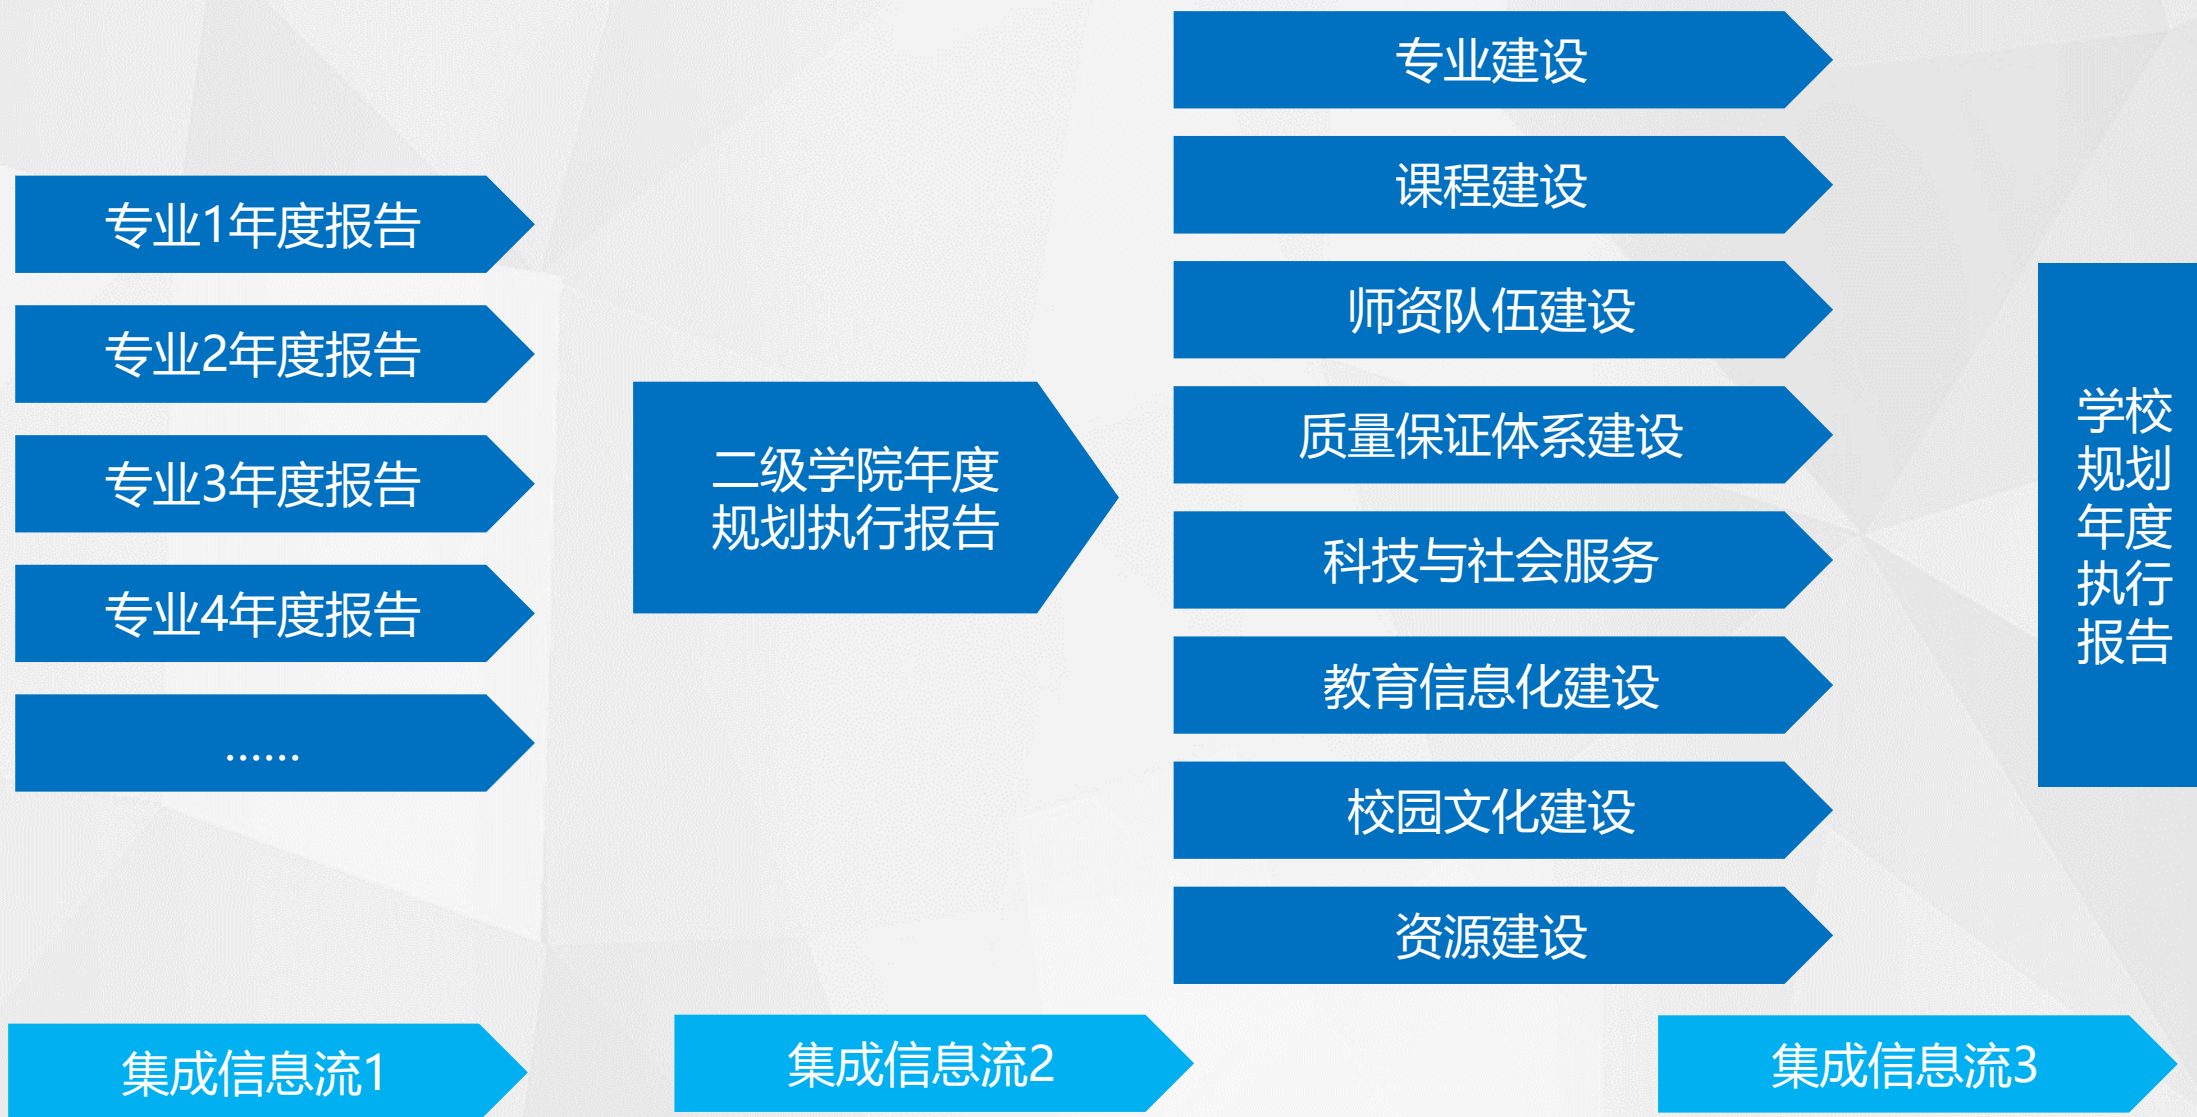 专业1年度报告
专业2年度报告
专业3年度报告
专业4年度报告
......
二级学院年度
规划执行报告
专业建设
课程建设
师资队伍建设
质量保证体系建设
科技与社会服务
教育信息化建设
校园文化建设
资源建设
学校
规划
年度
执行
报告
集成信息流1
集成信息流2
集成信息流3